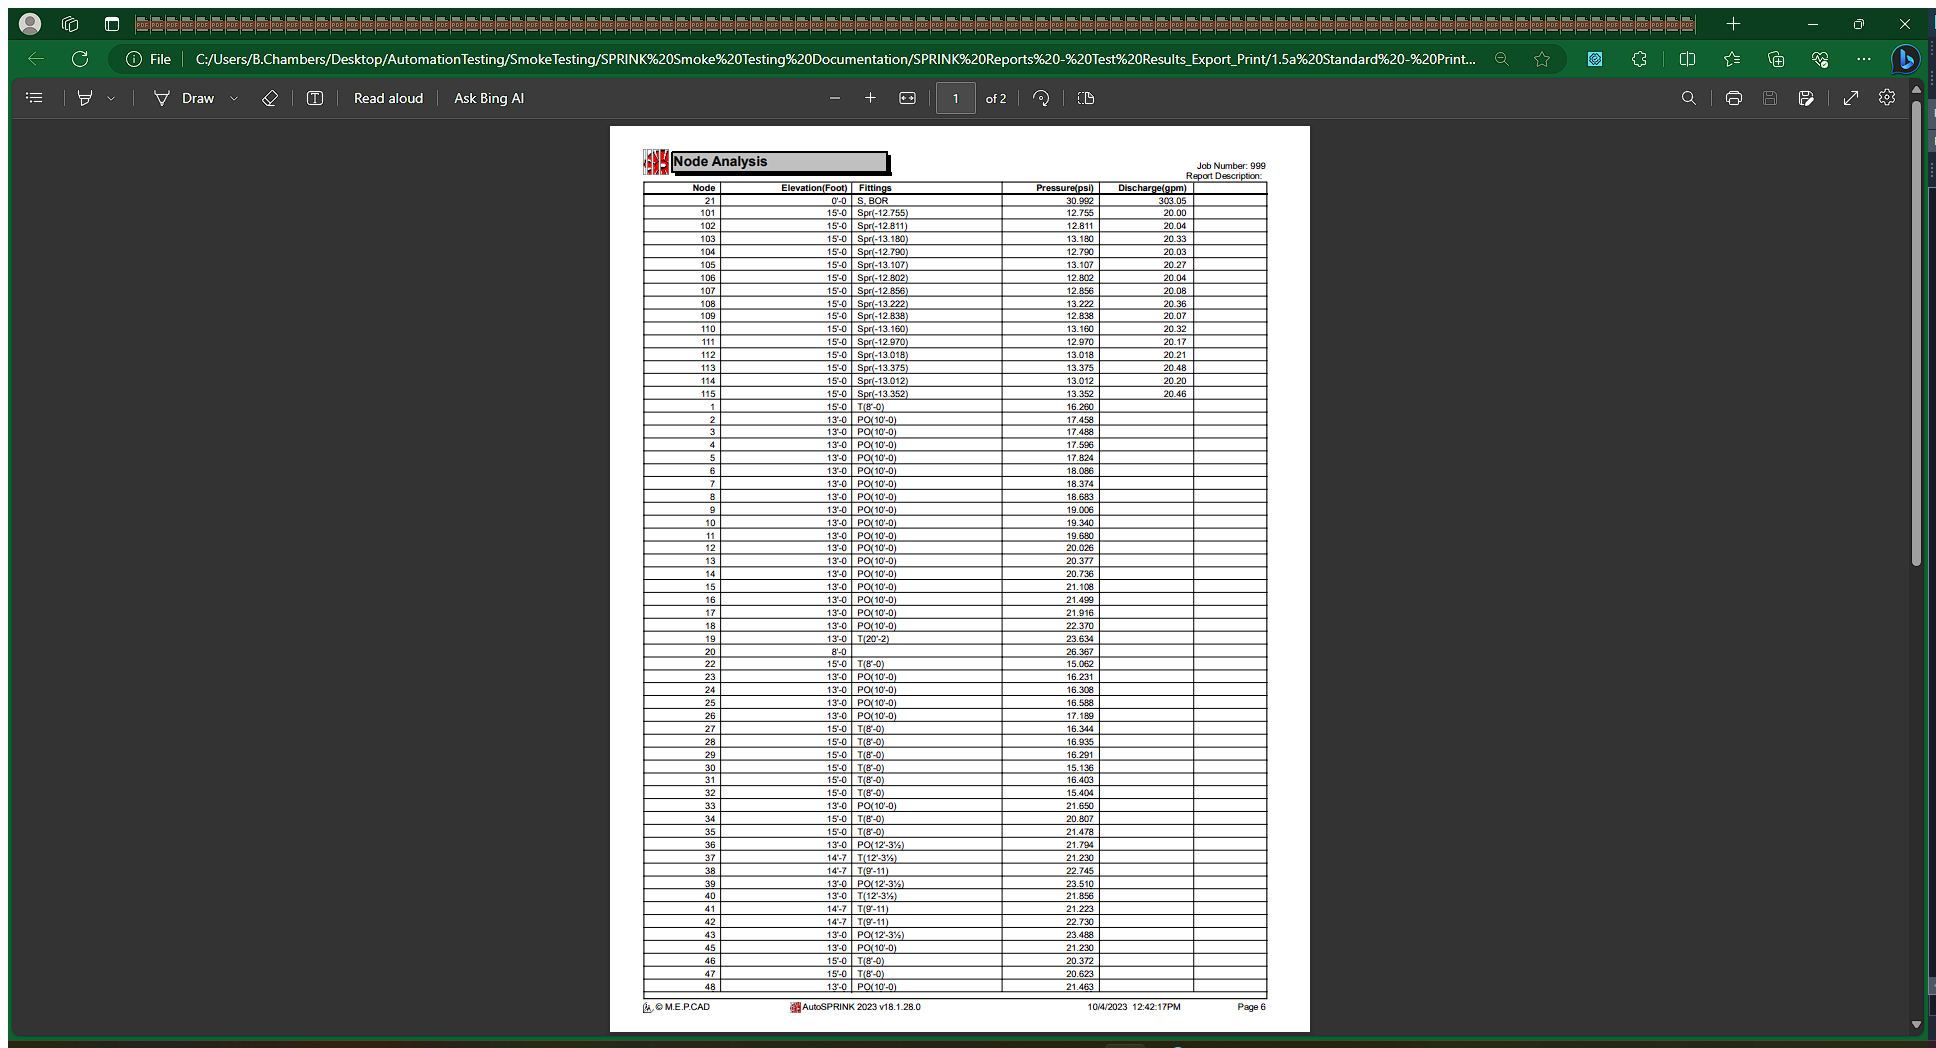 File C:/Users/B.Chambers/Desktop/AutomationTesting/SmokeTesting/SPRINK%20Smoke%20Testing%20Documentation/SPRINK%20Reports%20-%20Test%20Results_Export_Print/1.5a%20Standard%20-%20Print...
Draw Read aloud Ask Bing AI 1 of 2
Node Analysis
Job Number: 999
Report Description:
Node Elevation(Foot) Fittings Pressure(psi) Discharge(gpm)
21 0'-0 S, BOR 30.992 303.05
101 15'-0 Spr(-12.755) 12.755 20.00
102 15'-0 Spr(-12.811) 12.811 20.04
103 15'-0 Spr(-13.180) 13.180 20.33
104 15'-0 Spr(-12.790) 12.790 20.03
105 15'-0 Spr(-13.107) 13.107 20.27
106 15'-0 Spr(-12.802) 12.802 20.04
107 15'-0 Spr(-12.856) 12.856 20.08
108 15'-0 Spr(-13.222) 13.222 20.36
109 15'-0 Spr(-12.838) 12.838 20.07
110 15'-0 Spr(-13.160) 13.160 20.32
111 15'-0 Spr(-12.970) 12.970 20.17
112 15'-0 Spr(-13.018) 13.018 20.21
113 15'-0 Spr(-13.375) 13.375 20.48
114 15'-0 Spr(-13.012) 13.012 20.20
115 15'-0 Spr(-13.352) 13.352 20.46
1 15'-0 T(8'-0) 16.260
2 13'-0 PO(10'-0) 17.458
3 13'-0 PO(10'-0) 17.488
4 13'-0 PO(10'-0) 17.596
5 13'-0 PO(10'-0) 17.824
6 13'-0 PO(10'-0) 18.086
7 13'-0 PO(10'-0) 18.374
8 13'-0 PO(10'-0) 18.683
9 13'-0 PO(10'-0) 19.006
10 13'-0 PO(10'-0) 19.340
11 13'-0 PO(10'-0) 19.680
12 13'-0 PO(10'-0) 20.026
13 13'-0 PO(10'-0) 20.377
14 13'-0 PO(10'-0) 20.736
15 13'-0 PO(10'-0) 21.108
16 13'-0 PO(10'-0) 21.499
17 13'-0 PO(10'-0) 21.916
18 13'-0 PO(10'-0) 22.370
19 13'-0 T(20'-2) 23.634
20 8'-0 26.367
22 15'-0 T(8'-0) 15.062
23 13'-0 PO(10'-0) 16.231
24 13'-0 PO(10'-0) 16.308
25 13'-0 PO(10'-0) 16.588
26 13'-0 PO(10'-0) 17.189
27 15'-0 T(8'-0) 16.344
28 15'-0 T(8'-0) 16.935
29 15'-0 T(8'-0) 16.291
30 15'-0 T(8'-0) 15.136
31 15'-0 T(8'-0) 16.403
32 15'-0 T(8'-0) 15.404
33 13'-0 PO(10'-0) 21.650
34 15'-0 T(8'-0) 20.807
35 15'-0 T(8'-0) 21.478
36 13'-0 PO(12'-3½) 21.794
37 14'-7 T(12'-3½) 21.230
38 14'-7 T(9'-11) 22.745
39 13'-0 PO(12'-3½) 23.510
40 13'-0 T(12'-3½) 21.856
41 14'-7 T(9'-11) 21.223
42 14'-7 T(9'-11) 22.730
43 13'-0 PO(12'-3½) 23.488
45 13'-0 PO(10'-0) 21.230
46 15'-0 T(8'-0) 20.372
47 15'-0 T(8'-0) 20.623
48 13'-0 PO(10'-0) 21.463
© M.E.P.CAD AutoSPRINK 2023 v18.1.28.0 10/4/2023 12:42:17PM Page 6